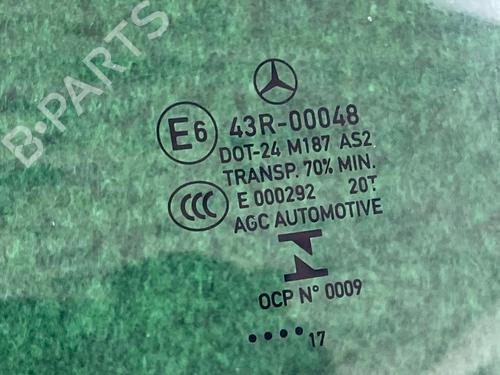 B-PARTS
E6 43R-00048
DOT-24 M187 AS2
TRANSP. 70% MIN.
CCC E 000292 20T
AGC AUTOMOTIVE
OCP N° 0009
.... 17